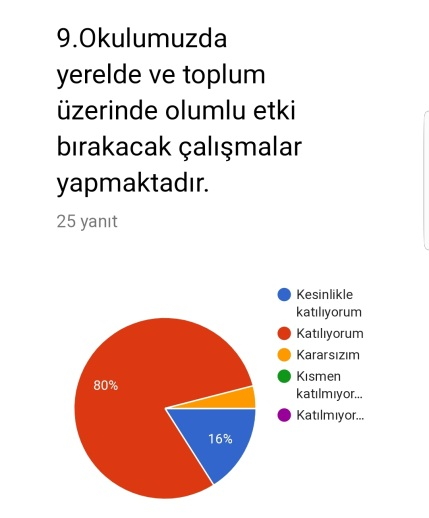 9.Okulumuzda
yerelde ve toplum
üzerinde olumlu etki
bırakacak çalışmalar
yapmaktadır.
25 yanıt
Kesinlikle
katılıyorum
Katılıyorum
Kararsızım
Kısmen
katılmıyor...
Katılmıyor...
80%
16%